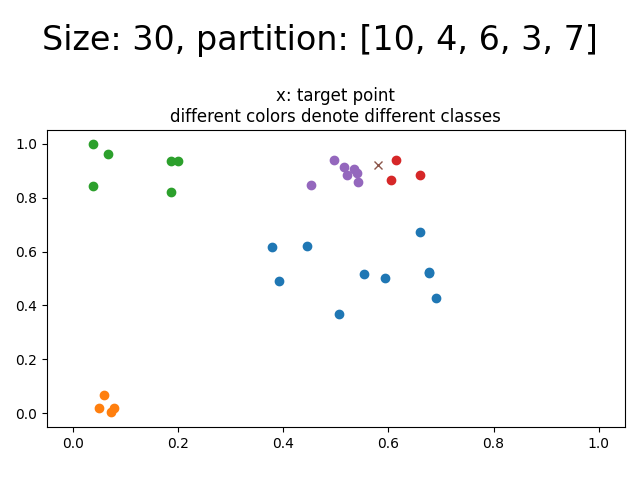 Size: 30, partition: [10, 4, 6, 3, 7]
x: target point
different colors denote different classes
1.0
0.8
0.6
0.4
0.2
0.0
0.0 0.2 0.4 0.6 0.8 1.0